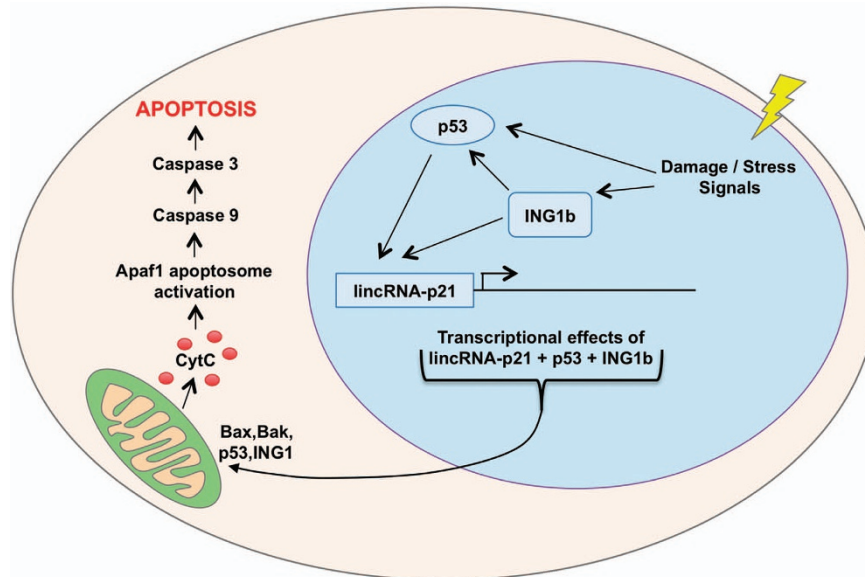 APOPTOSIS
Caspase 3
Caspase 9
Apaf1 apoptosome
activation
CytC
Bax,Bak,
p53,ING1
p53
ING1b
Damage / Stress
Signals
lincRNA-p21
Transcriptional effects of
lincRNA-p21 + p53 + ING1b